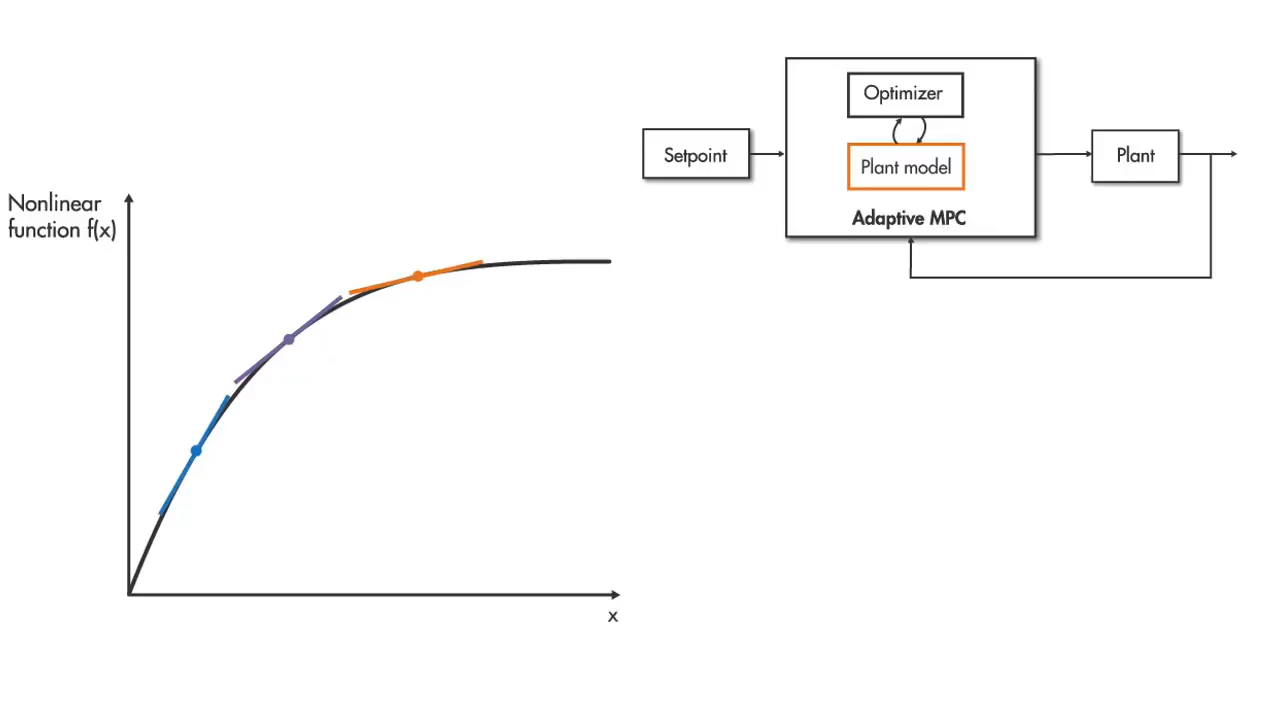 Nonlinear
function f(x)
x
Setpoint
Optimizer
Plant model
Adaptive MPC
Plant